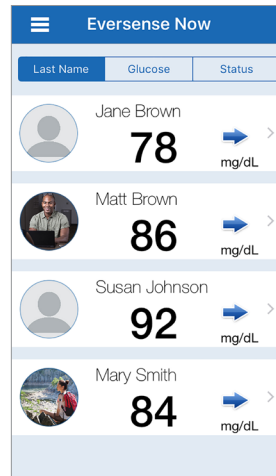 Eversense Now
Last Name Glucose Status
Jane Brown
78
mg/dL
Matt Brown
86
mg/dL
Susan Johnson
92
mg/dL
Mary Smith
84
mg/dL